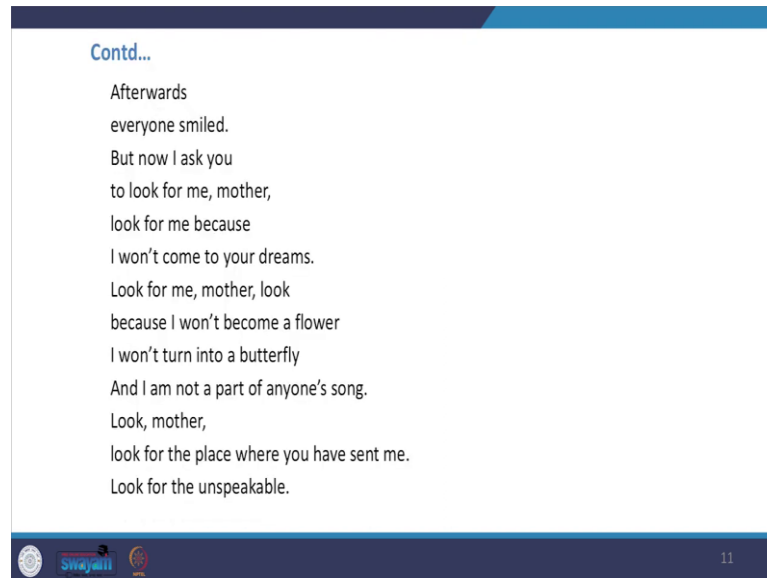 Contd...
Afterwards
everyone smiled.
But now I ask you
to look for me, mother,
look for me because
I won't come to your dreams.
Look for me, mother, look
because I won't become a flower
I won't turn into a butterfly
And I am not a part of anyone's song.
Look, mother,
look for the place where you have sent me.
Look for the unspeakable.
swayam
11